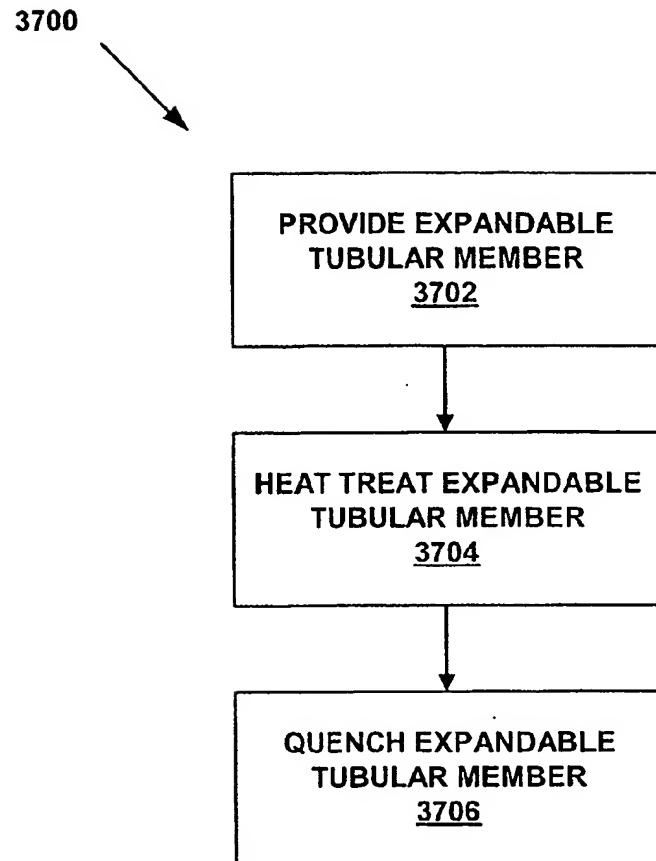 3700
PROVIDE EXPANDABLE
TUBULAR MEMBER
3702
HEAT TREAT EXPANDABLE
TUBULAR MEMBER
3704
QUENCH EXPANDABLE
TUBULAR MEMBER
3706